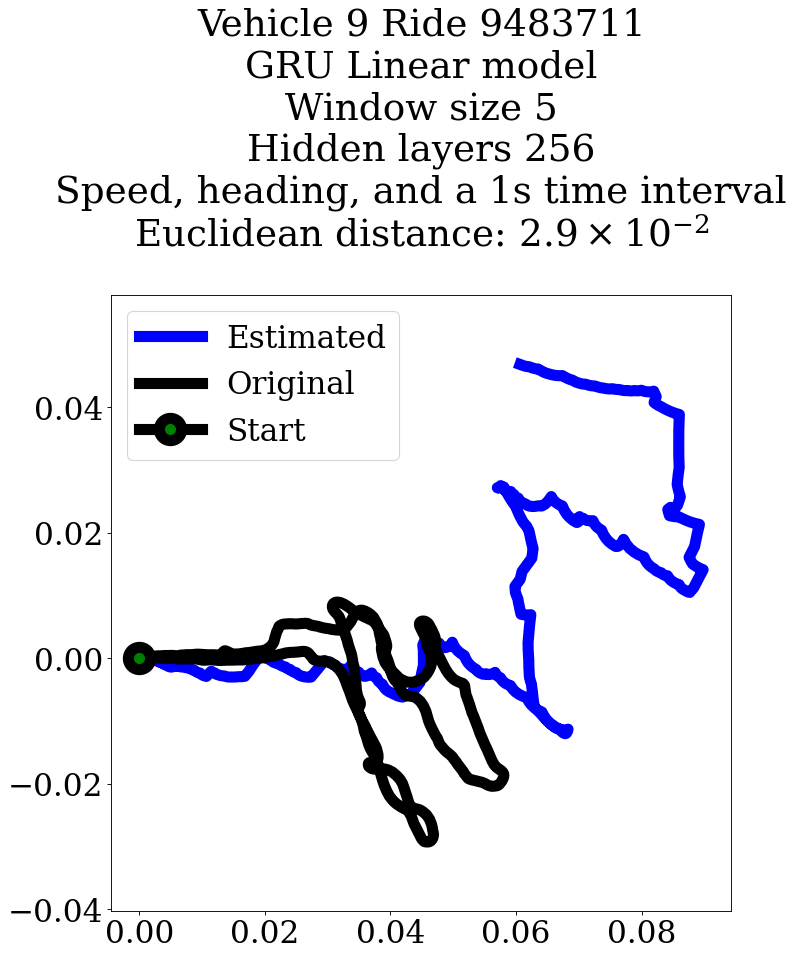 Vehicle 9 Ride 9483711
GRU Linear model
Window size 5
Hidden layers 256
Speed, heading, and a 1s time interval
Euclidean distance: 2.9 × 10⁻²
Estimated
Original
Start
0.04
0.02
0.00
−0.02
−0.04
0.00 0.02 0.04 0.06 0.08